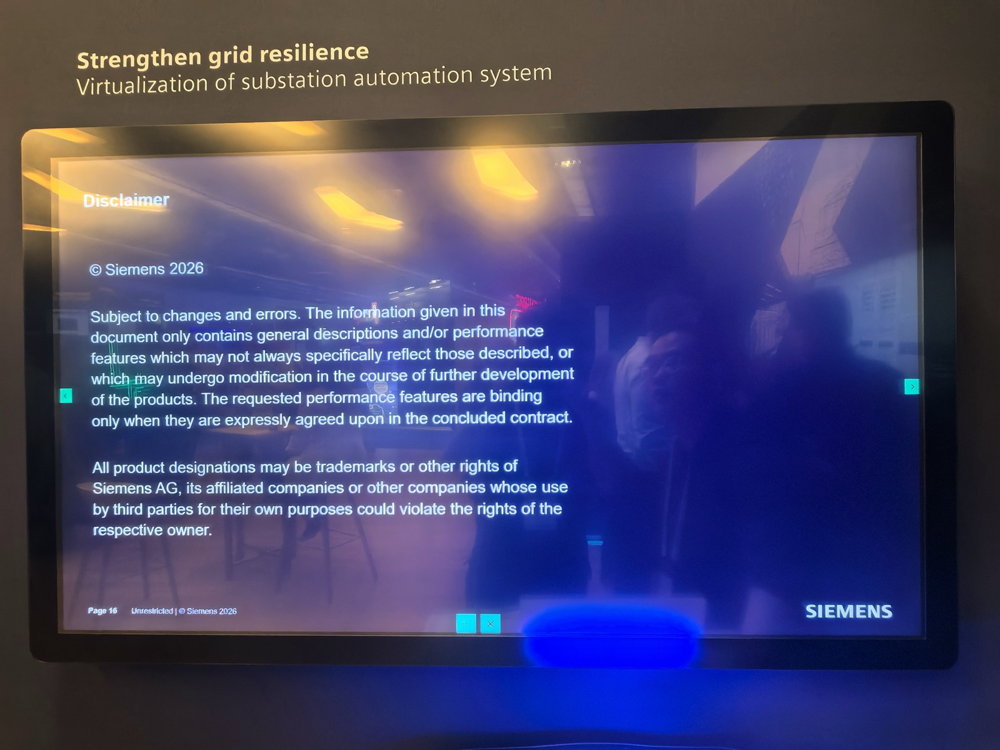 Strengthen grid resilience
Virtualization of substation automation system
Disclaimer
© Siemens 2026
Subject to changes and errors. The information given in this
document only contains general descriptions and/or performance
features which may not always specifically reflect those described, or
which may undergo modification in the course of further development
of the products. The requested performance features are binding
only when they are expressly agreed upon in the concluded contract.
All product designations may be trademarks or other rights of
Siemens AG, its affiliated companies or other companies whose use
by third parties for their own purposes could violate the rights of the
respective owner.
Page 16 Unrestricted | © Siemens 2026
SIEMENS